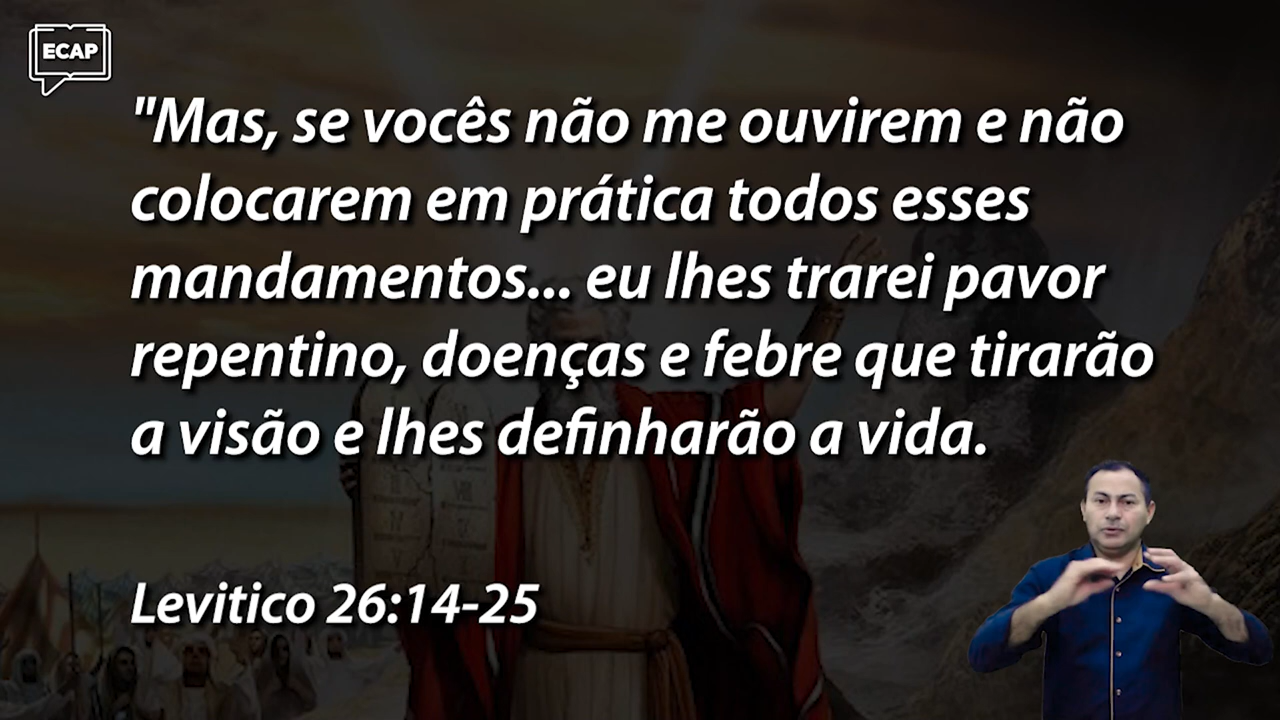 ECAP
"Mas, se vocês não me ouvirem e não
colocarem em prática todos esses
mandamentos... eu lhes trarei pavor
repentino, doenças e febre que tirarão
a visão e lhes definharão a vida.
Levitico 26:14-25